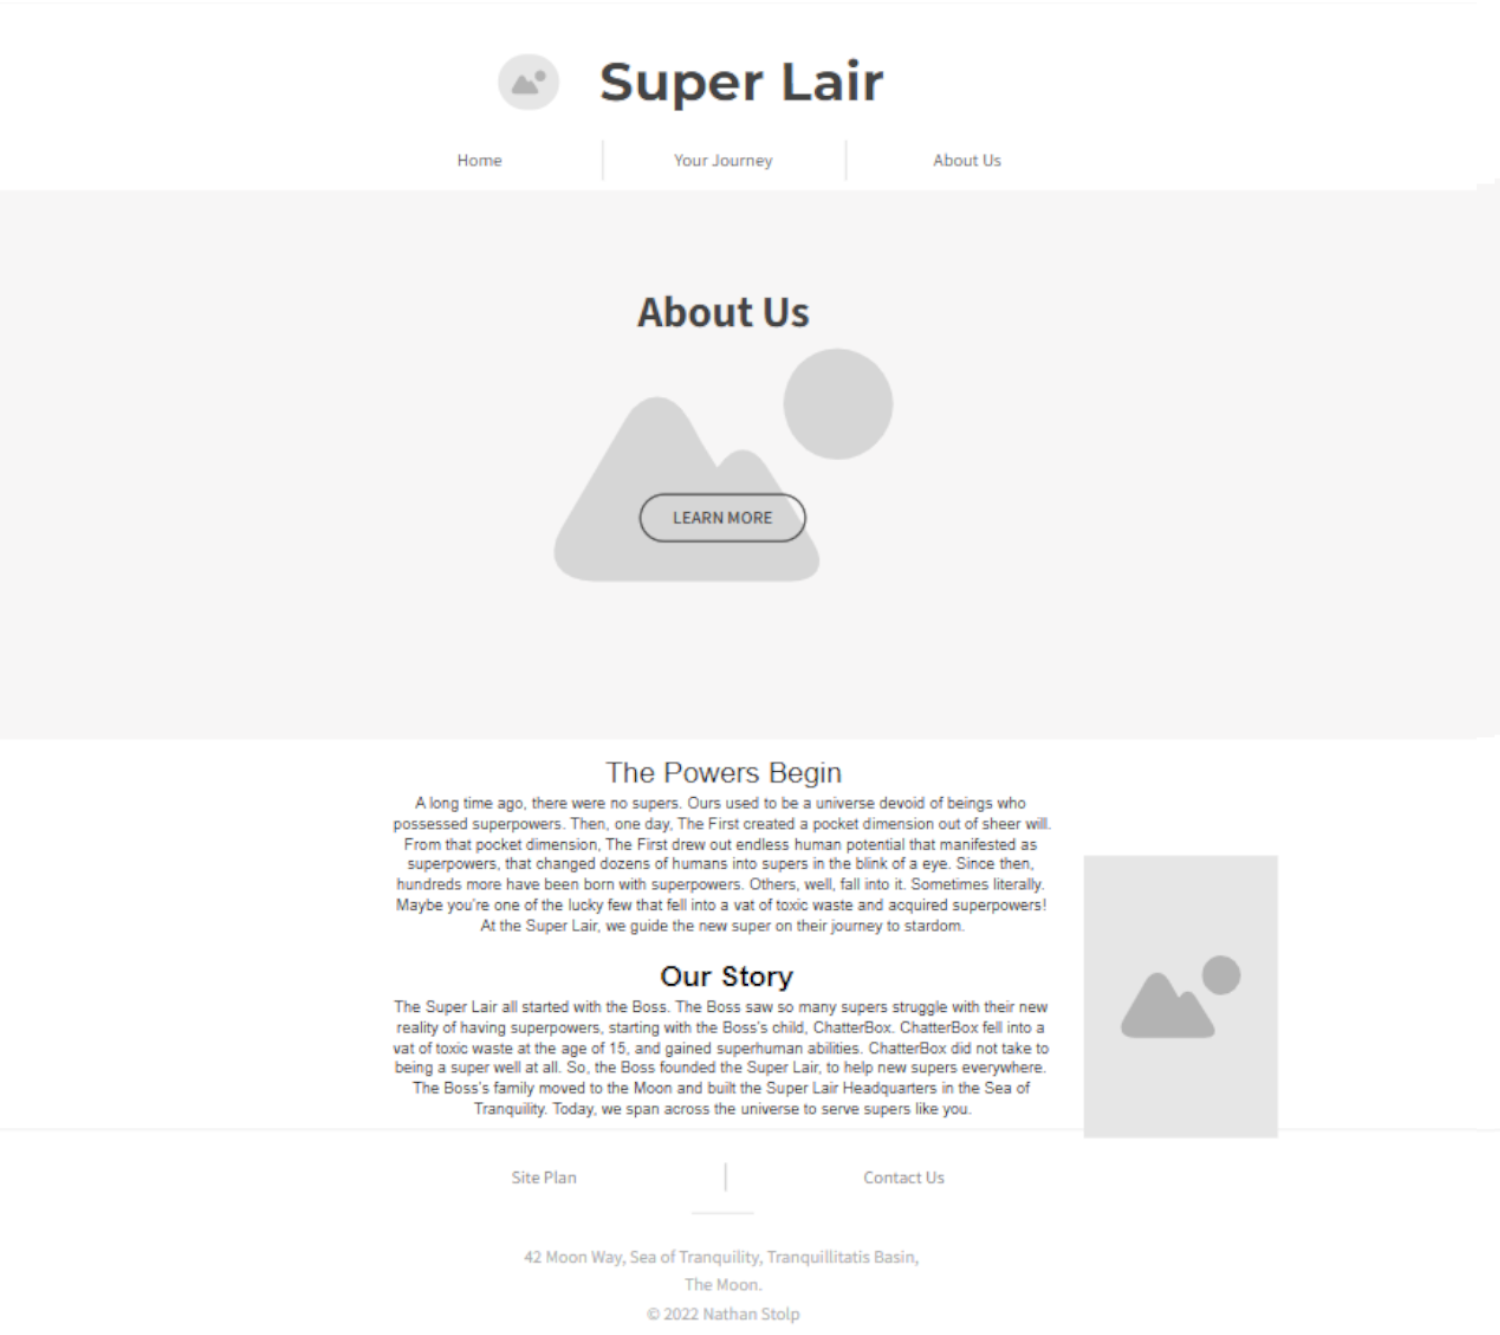 Super Lair
Home
Your Journey
About Us
About Us
LEARN MORE
The Powers Begin
A long time ago, there were no supers. Ours used to be a universe devoid of beings who
possessed superpowers. Then, one day, The First created a pocket dimension out of sheer will.
From that pocket dimension, The First drew out endless human potential that manifested as
superpowers, that changed dozens of humans into supers in the blink of a eye. Since then,
hundreds more have been born with superpowers. Others, well, fall into it. Sometimes literally.
Maybe you're one of the lucky few that fell into a vat of toxic waste and acquired superpowers!
At the Super Lair, we guide the new super on their journey to stardom.
Our Story
The Super Lair all started with the Boss. The Boss saw so many supers struggle with their new
reality of having superpowers, starting with the Boss's child, ChatterBox. ChatterBox fell into a
vat of toxic waste at the age of 15, and gained superhuman abilities. ChatterBox did not take to
being a super well at all. So, the Boss founded the Super Lair, to help new supers everywhere.
The Boss's family moved to the Moon and built the Super Lair Headquarters in the Sea of
Tranquility. Today, we span across the universe to serve supers like you.
Site Plan
Contact Us
42 Moon Way, Sea of Tranquility, Tranquillitatis Basin,
The Moon.
© 2022 Nathan Stolp